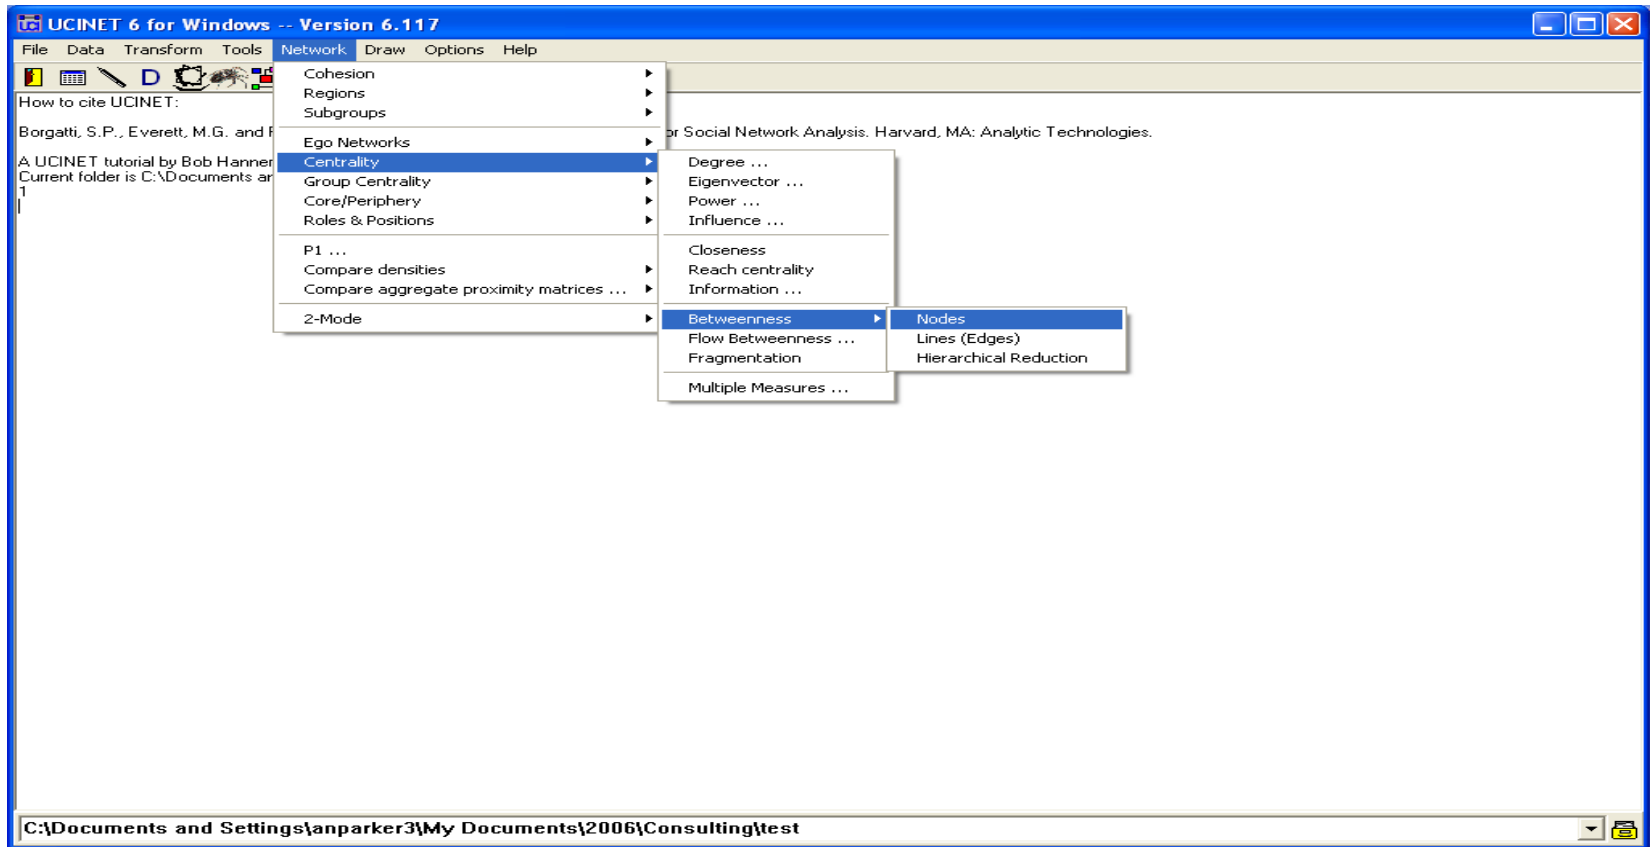 UCINET 6 for Windows -- Version 6.117
File Data Transform Tools Network Draw Options Help
D
How to cite UCINET:
Borgatti, S.P., Everett, M.G. and
or Social Network Analysis. Harvard, MA: Analytic Technologies.
A UCINET tutorial by Bob Hanner
Current folder is C:\Documents ar
1
Cohesion
Regions
Subgroups
Ego Networks
Centrality
Group Centrality
Core/Periphery
Roles & Positions
P1 ...
Compare densities
Compare aggregate proximity matrices ...
2-Mode
Degree ...
Eigenvector ...
Power ...
Influence ...
Closeness
Reach centrality
Information ...
Betweenness
Flow Betweenness ...
Fragmentation
Multiple Measures ...
Nodes
Lines (Edges)
Hierarchical Reduction
C:\Documents and Settings\anparker3\My Documents\2006\Consulting\test